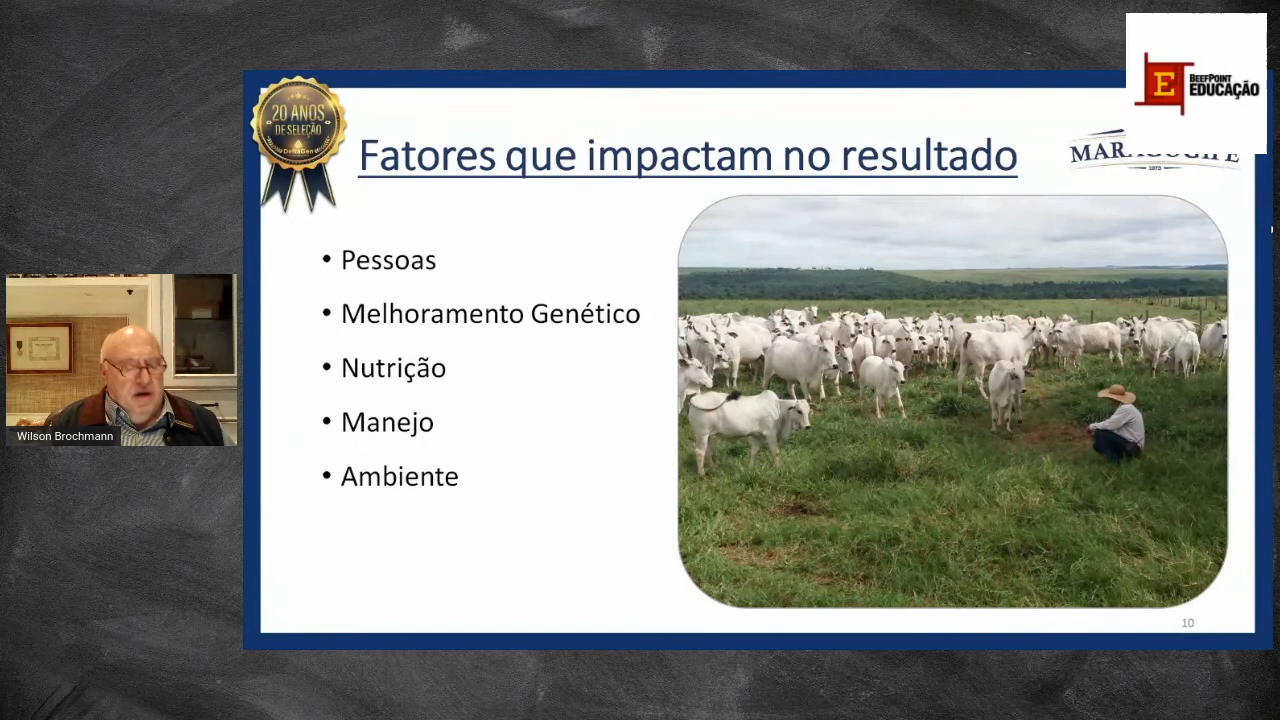 BEEFPOINT
EDUCAÇÃO
20 ANOS
DE SELEÇÃO
DeltaGen
Fatores que impactam no resultado
• Pessoas
• Melhoramento Genético
• Nutrição
• Manejo
• Ambiente
Wilson Brochmann
10